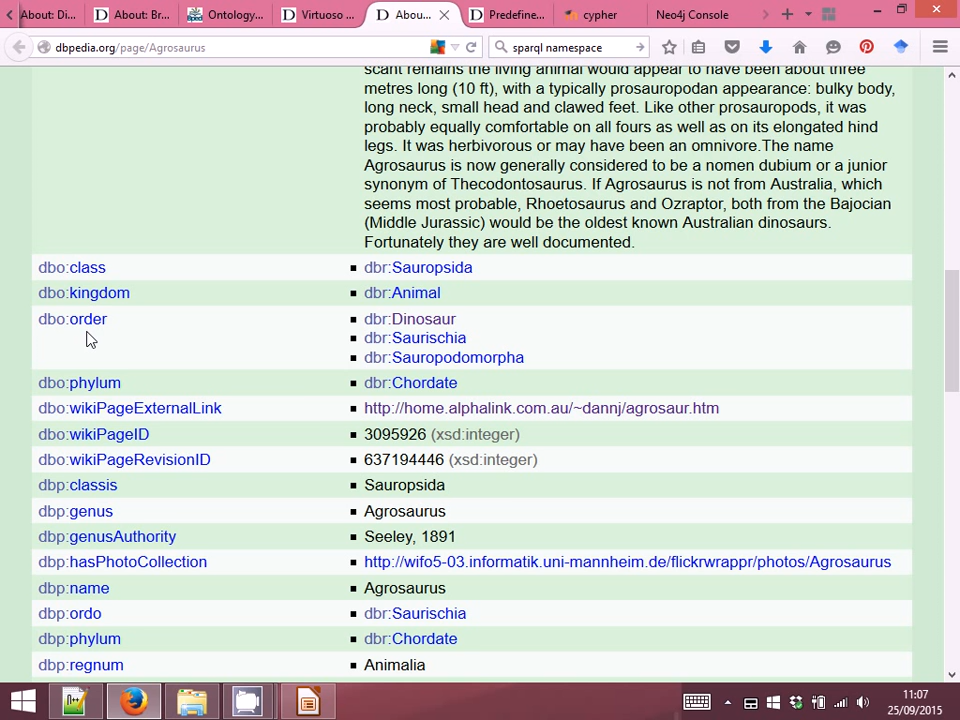 About: Di...
About: Br...
Ontology...
Virtuoso ...
Abou...
Predefine...
cypher
Neo4j Console
dbpedia.org/page/Agrosaurus
sparql namespace
scant remains the living animal would appear to have been about three
metres long (10 ft), with a typically prosauropodan appearance: bulky body,
long neck, small head and clawed feet. Like other prosauropods, it was
probably equally comfortable on all fours as well as on its elongated hind
legs. It was herbivorous or may have been an omnivore.The name
Agrosaurus is now generally considered to be a nomen dubium or a junior
synonym of Thecodontosaurus. If Agrosaurus is not from Australia, which
seems most probable, Rhoetosaurus and Ozraptor, both from the Bajocian
(Middle Jurassic) would be the oldest known Australian dinosaurs.
Fortunately they are well documented.
dbo:class
dbr:Sauropsida
dbo:kingdom
dbr:Animal
dbo:order
dbr:Dinosaur
dbr:Saurischia
dbr:Sauropodomorpha
dbo:phylum
dbr:Chordate
dbo:wikiPageExternalLink
http://home.alphalink.com.au/~dannj/agrosaur.htm
dbo:wikiPageID
3095926 (xsd:integer)
dbo:wikiPageRevisionID
637194446 (xsd:integer)
dbp:classis
Sauropsida
dbp:genus
Agrosaurus
dbp:genusAuthority
Seeley, 1891
dbp:hasPhotoCollection
http://wifo5-03.informatik.uni-mannheim.de/flickrwrappr/photos/Agrosaurus
dbp:name
Agrosaurus
dbp:ordo
dbr:Saurischia
dbp:phylum
dbr:Chordate
dbp:regnum
Animalia
11:07
25/09/2015